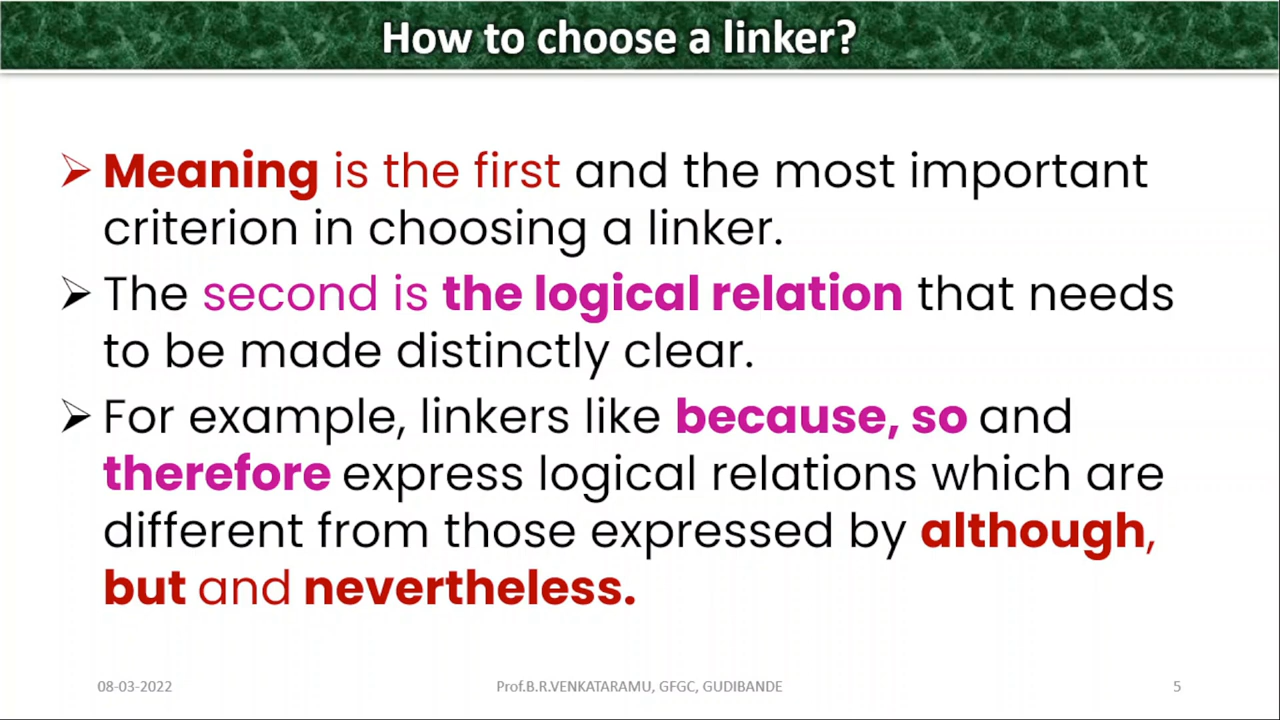 How to choose a linker?
➢ Meaning is the first and the most important
criterion in choosing a linker.
➢ The second is the logical relation that needs
to be made distinctly clear.
➢ For example, linkers like because, so and
therefore express logical relations which are
different from those expressed by although,
but and nevertheless.
08-03-2022 Prof.B.R.VENKATARAMU, GFGC, GUDIBANDE 5